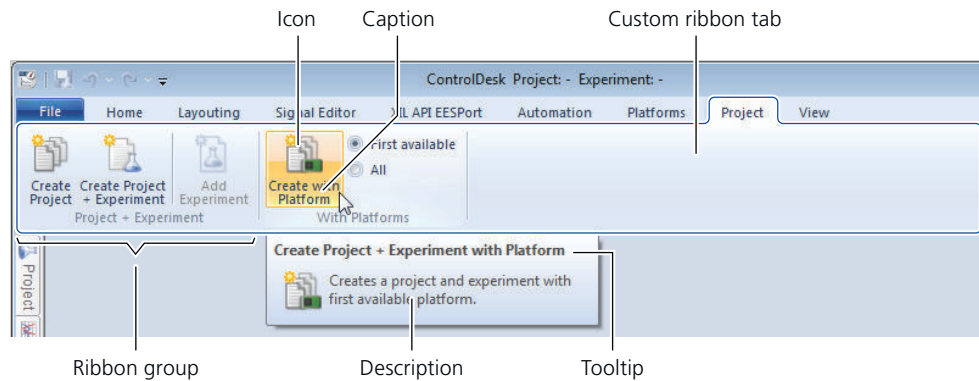 Icon Caption Custom ribbon tab
ControlDesk Project: - Experiment: -
File Home Layouting Signal Editor XIL API EESPort Automation Platforms Project View
First available
All
Create Project
Create Project + Experiment
Add Experiment
Create with Platform
Project + Experiment With Platforms
Create Project + Experiment with Platform
Creates a project and experiment with
first available platform.
Project
Ribbon group Description Tooltip